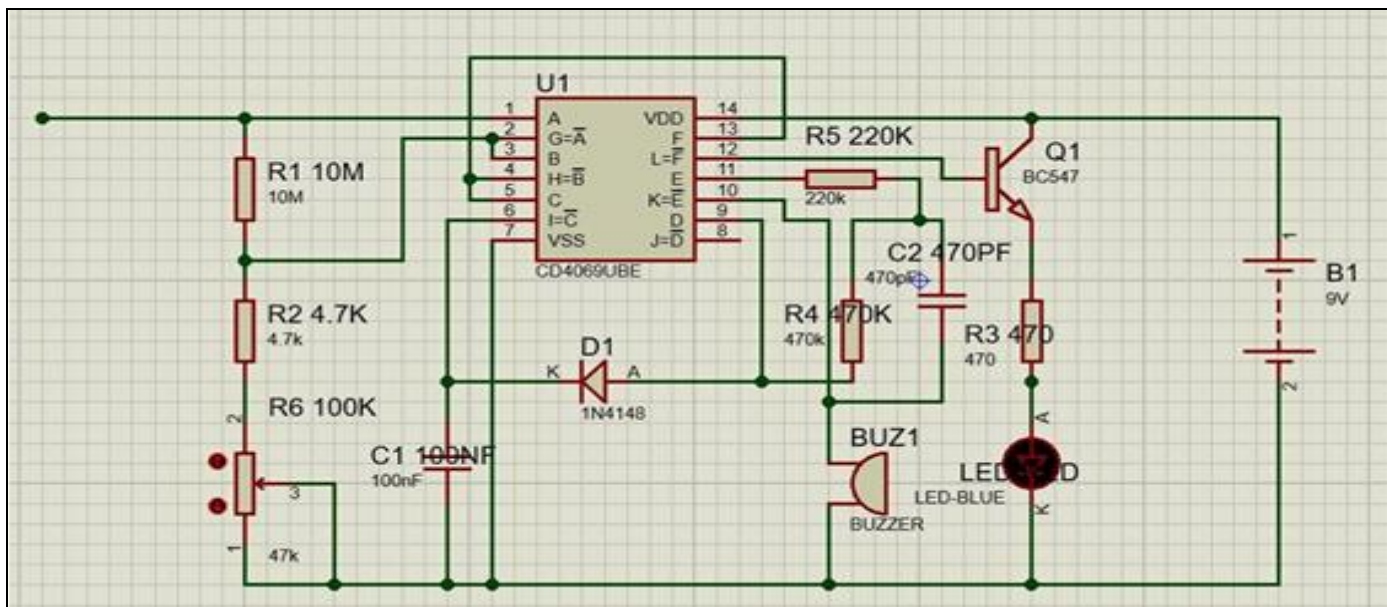 U1
1 A VDD 14
2 G=A̅ F 13
3 B L=F̅ 12
4 H=B̅ E 11
5 C K=E̅ 10
6 I=C̅ D 9
7 VSS J=D̅ 8
CD4069UBE
R5 220K
220k
Q1
BC547
R1 10M
10M
C2 470PF
470pF
B1
9V
1
2
R2 4.7K
4.7k
R4 470K
470k
R3 470
470
D1
K A
1N4148
R6 100K
2
3
1
47k
C1 100NF
100nF
BUZ1
BUZZER
A
LED-BLUE
K